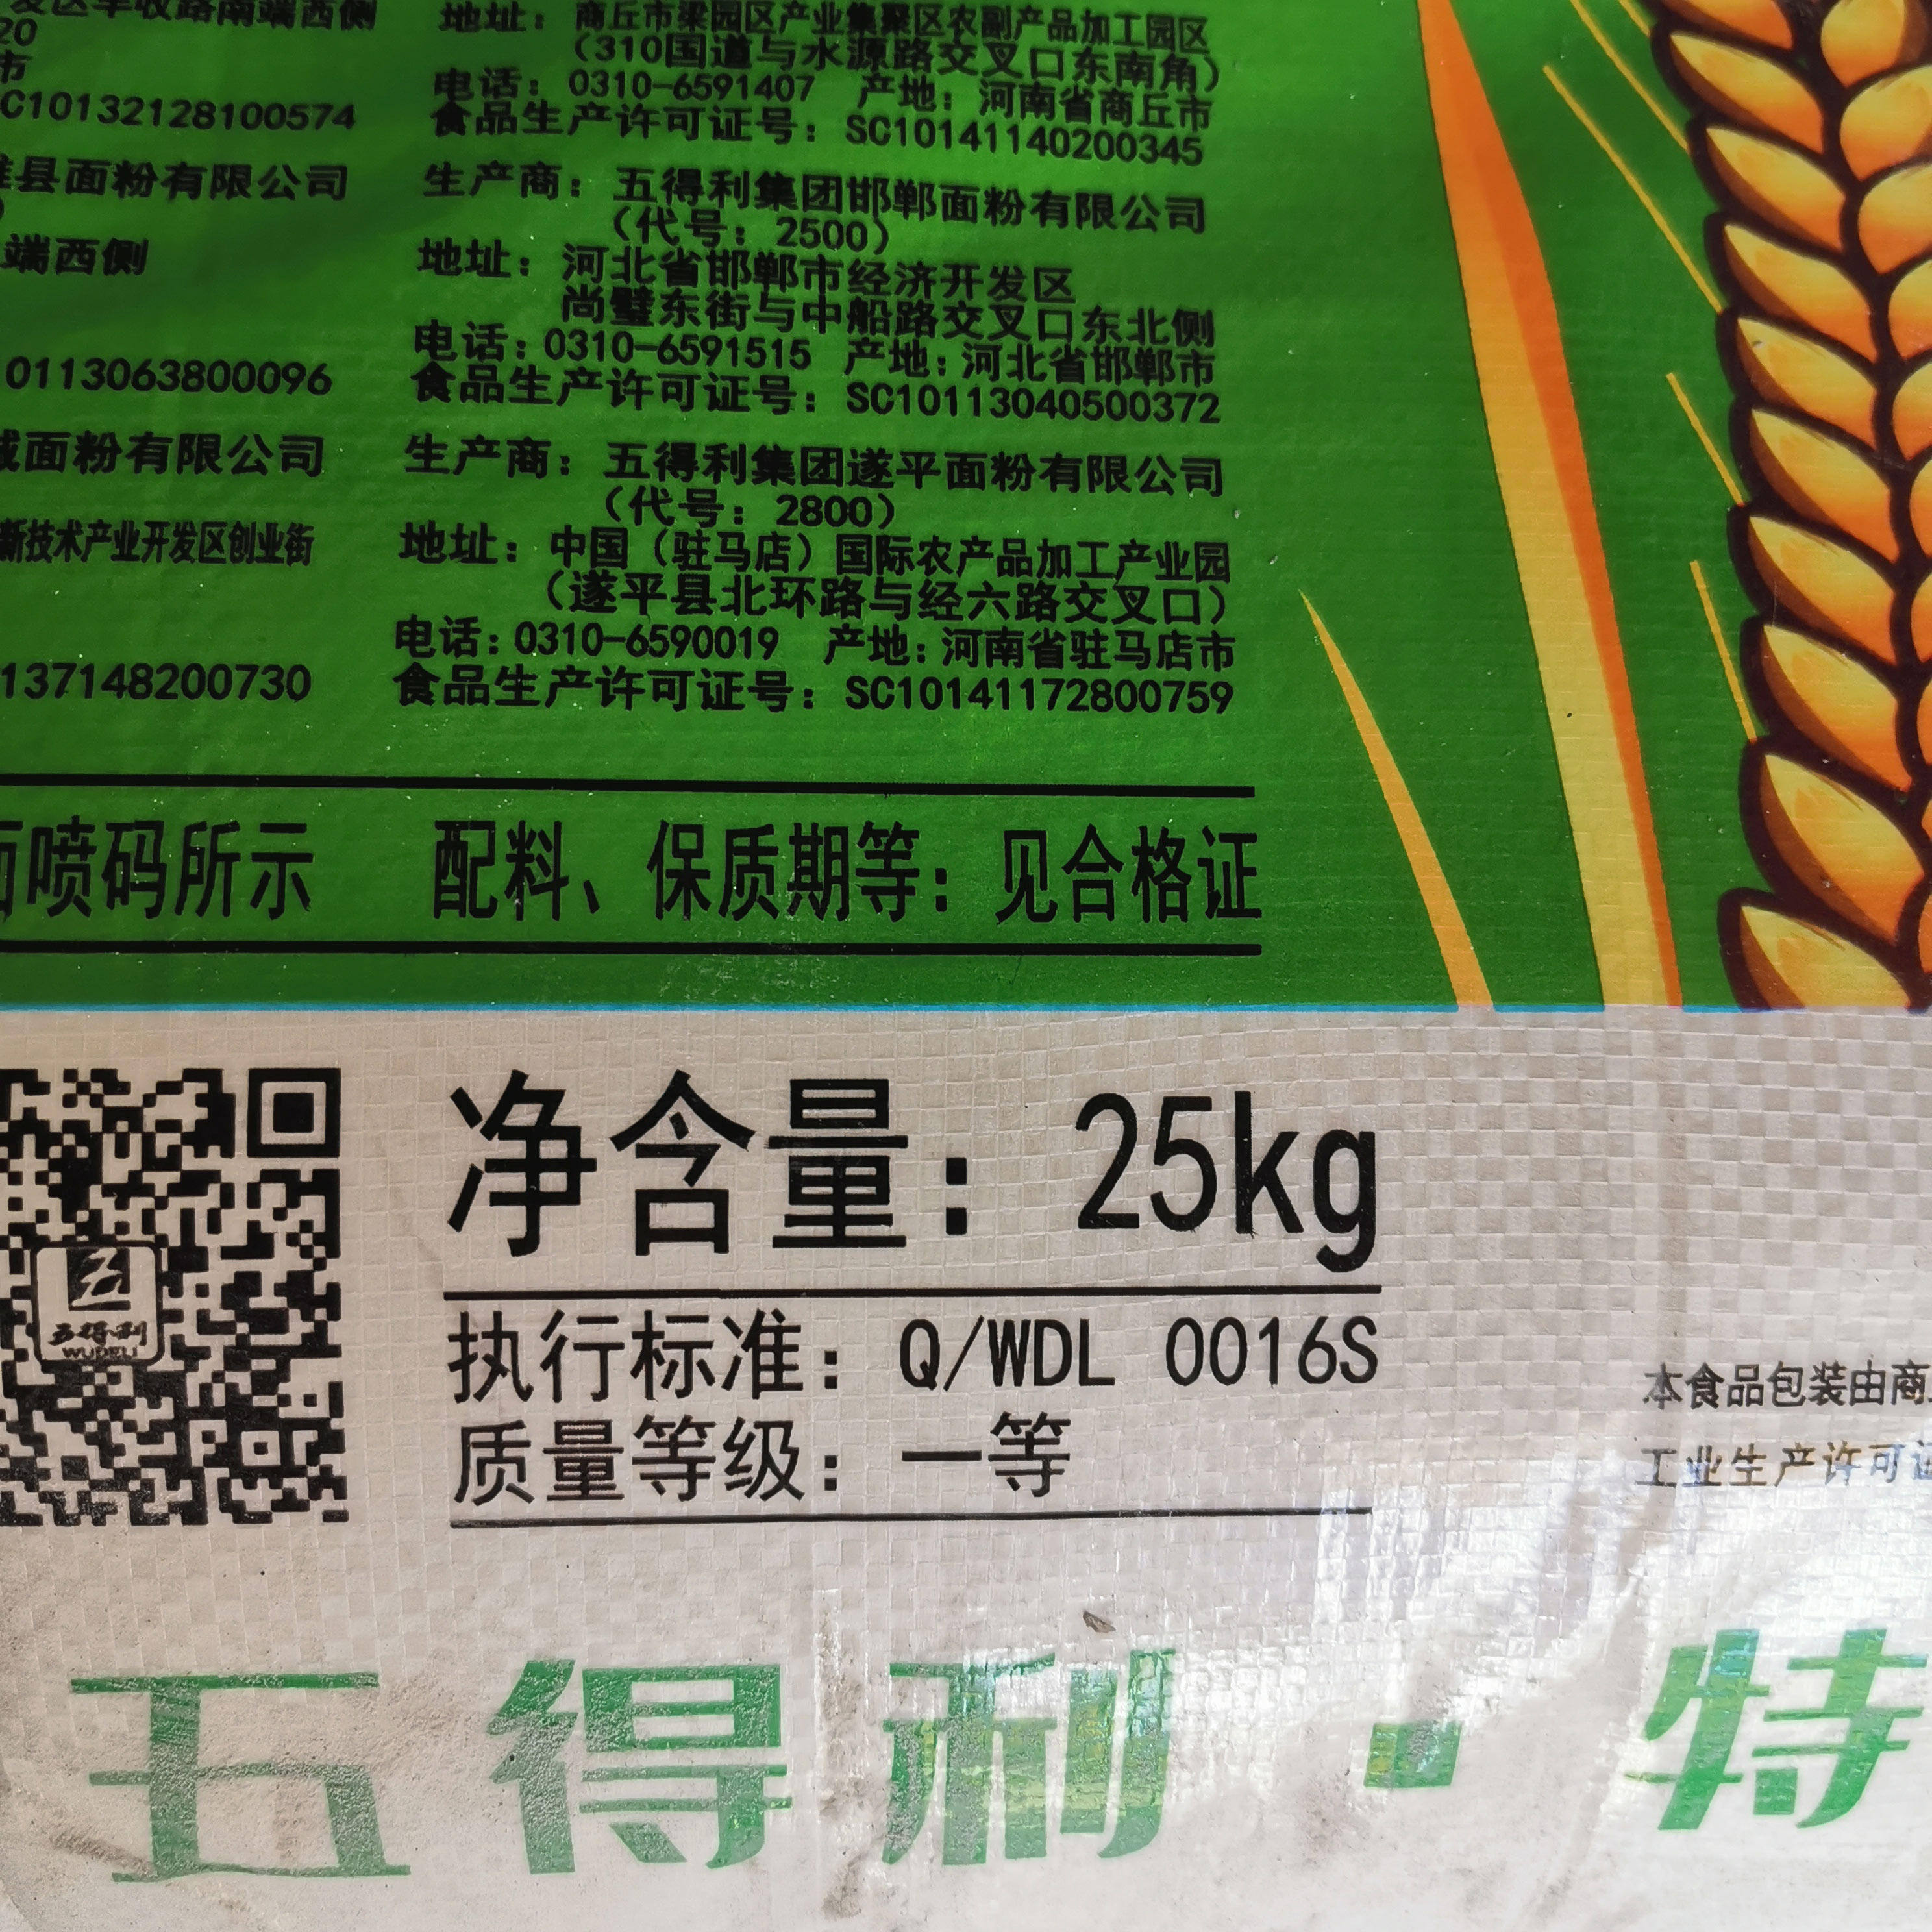 发区丰收路南端西侧
20
市
C10132128100574
县面粉有限公司
端西侧
0113063800096
面粉有限公司
新技术产业开发区创业街
137148200730
地址：商丘市梁园区产业集聚区农副产品加工园区
（310国道与水源路交叉口东南角）
电话：0310-6591407 产地：河南省商丘市
食品生产许可证号：SC10141140200345
生产商：五得利集团邯郸面粉有限公司
（代号：2500）
地址：河北省邯郸市经济开发区
尚璧东街与中船路交叉口东北侧
电话：0310-6591515 产地：河北省邯郸市
食品生产许可证号：SC10113040500372
生产商：五得利集团遂平面粉有限公司
（代号：2800）
地址：中国（驻马店）国际农产品加工产业园
（遂平县北环路与经六路交叉口）
电话：0310-6590019 产地：河南省驻马店市
食品生产许可证号：SC10141172800759
面喷码所示 配料、保质期等：见合格证
净含量：25kg
执行标准：Q/WDL 0016S
质量等级：一等
五得利
WUDELI
本食品包装由商
工业生产许可证
五得利·特